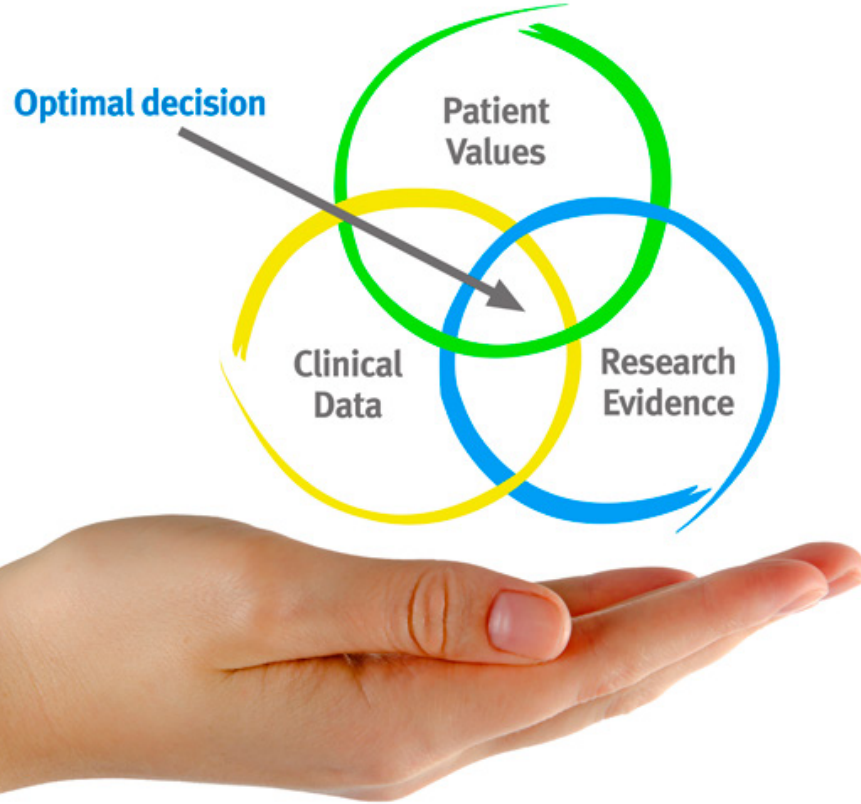 Optimal decision
Patient
Values
Clinical
Data
Research
Evidence